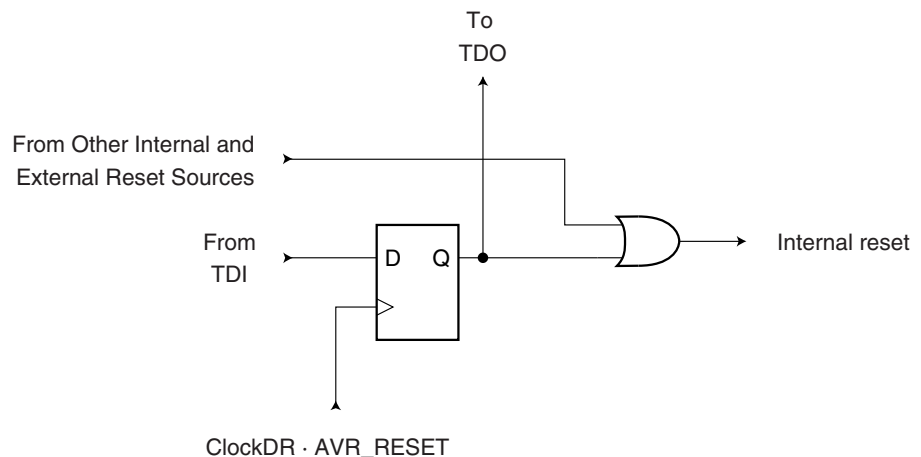 To
TDO
From Other Internal and
External Reset Sources
From
TDI
D
Q
Internal reset
ClockDR · AVR_RESET